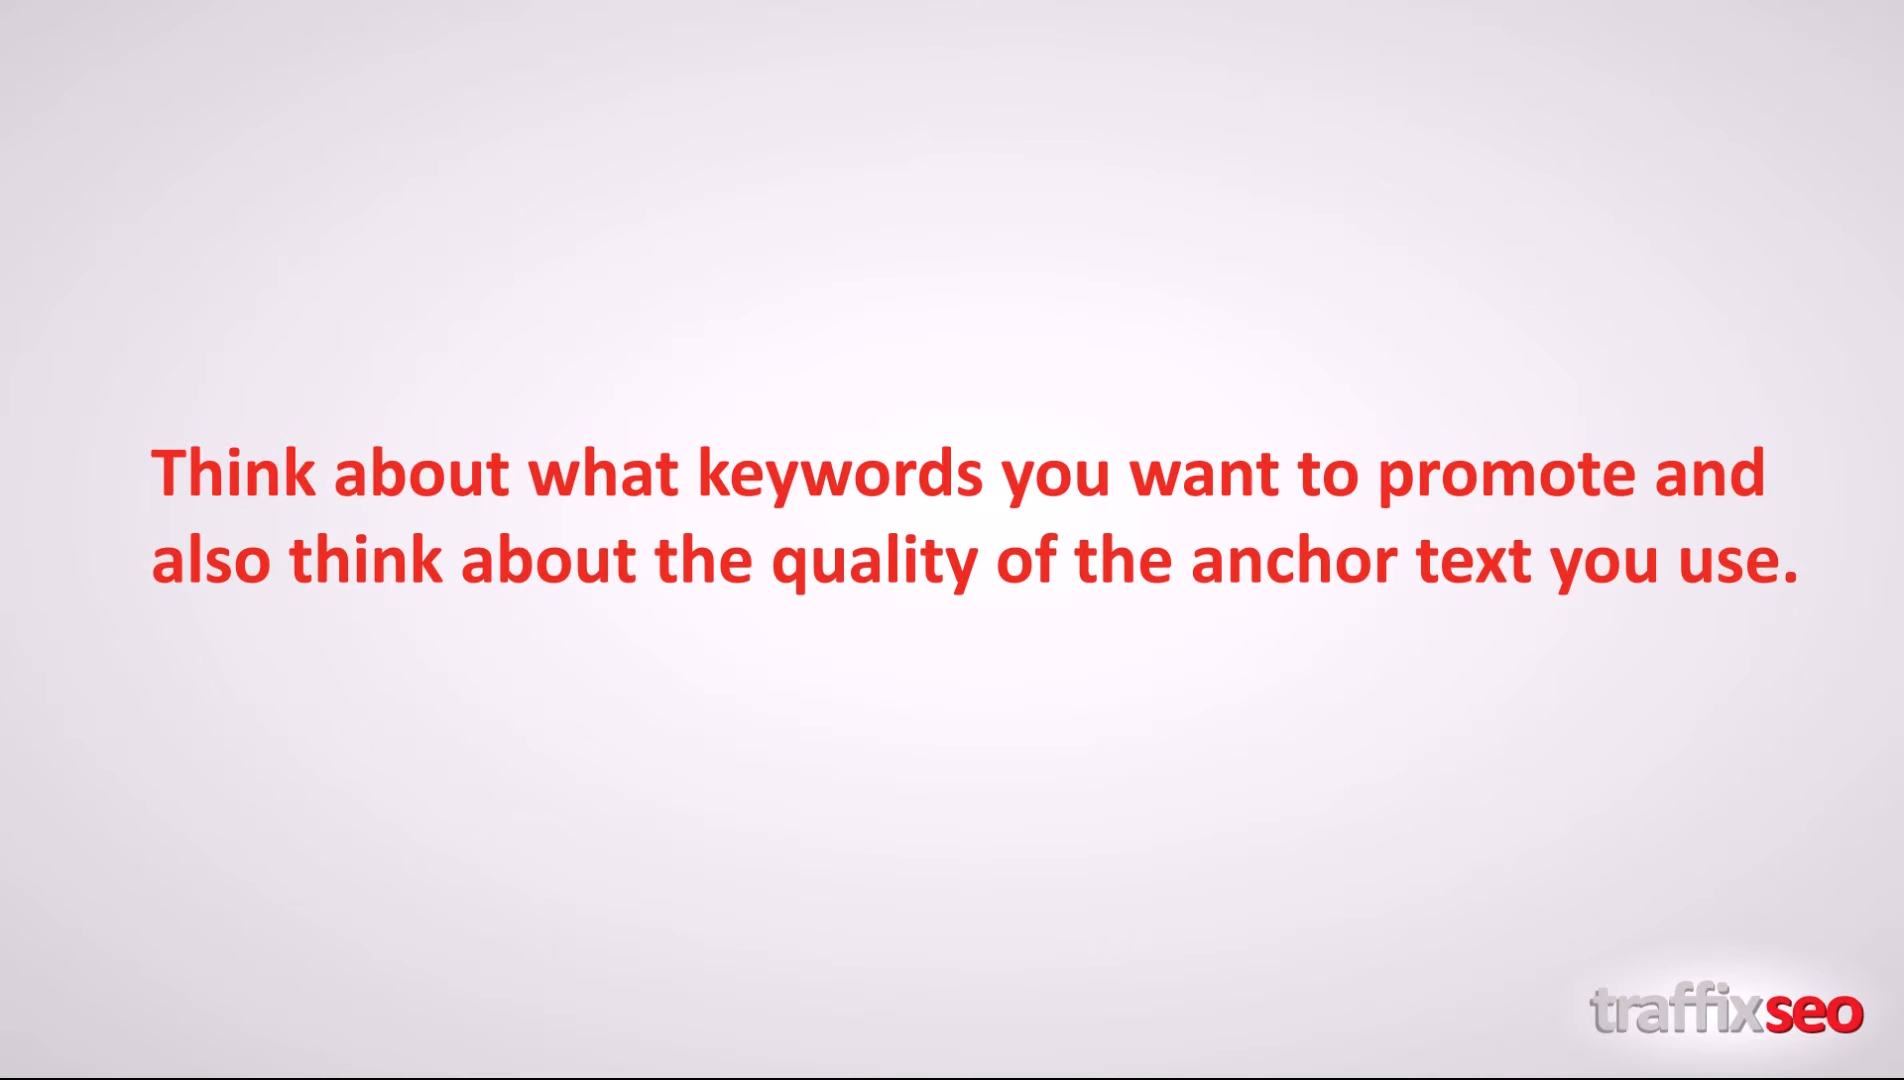 Think about what keywords you want to promote and
also think about the quality of the anchor text you use.
traffixseo